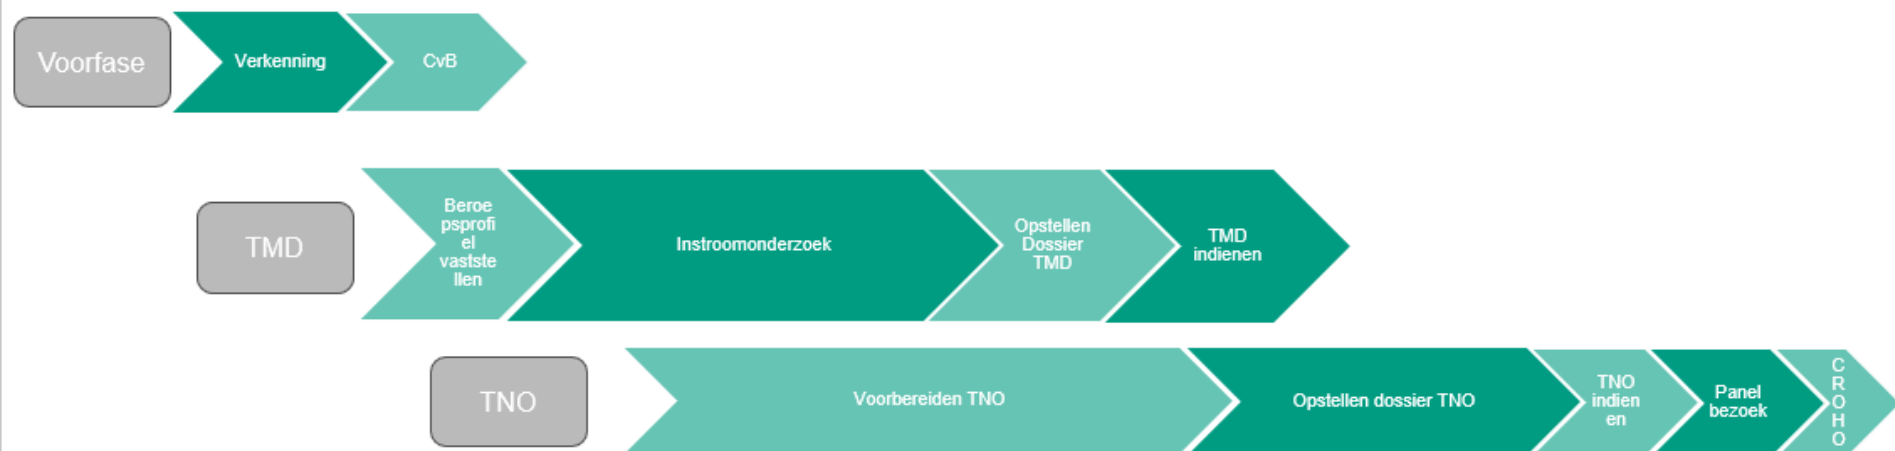 Voorfase
Verkenning
CvB
TMD
Beroe
psprofi
el
vastste
llen
Instroomonderzoek
Opstellen
Dossier
TMD
TMD
indienen
TNO
Voorbereiden TNO
Opstellen dossier TNO
TNO
indien
en
Panel
bezoek
C
R
O
H
O